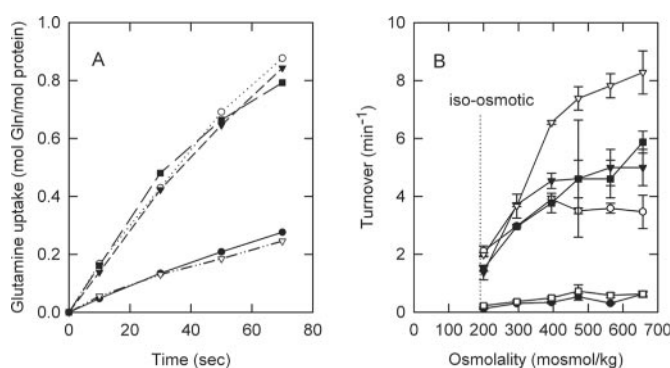 A
Glutamine uptake (mol Gln/mol protein)
1.0
0.8
0.6
0.4
0.2
0.0
0 20 40 60 80
Time (sec)
B
iso-osmotic
Turnover (min⁻¹)
10
8
6
4
2
0
0 100 200 300 400 500 600 700
Osmolality (mosmol/kg)